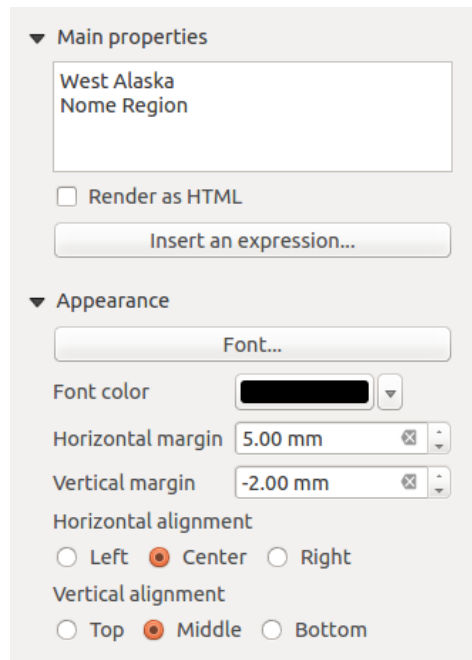 Main properties
West Alaska
Nome Region
Render as HTML
Insert an expression...
Appearance
Font...
Font color
Horizontal margin 5.00 mm
Vertical margin -2.00 mm
Horizontal alignment
Left Center Right
Vertical alignment
Top Middle Bottom